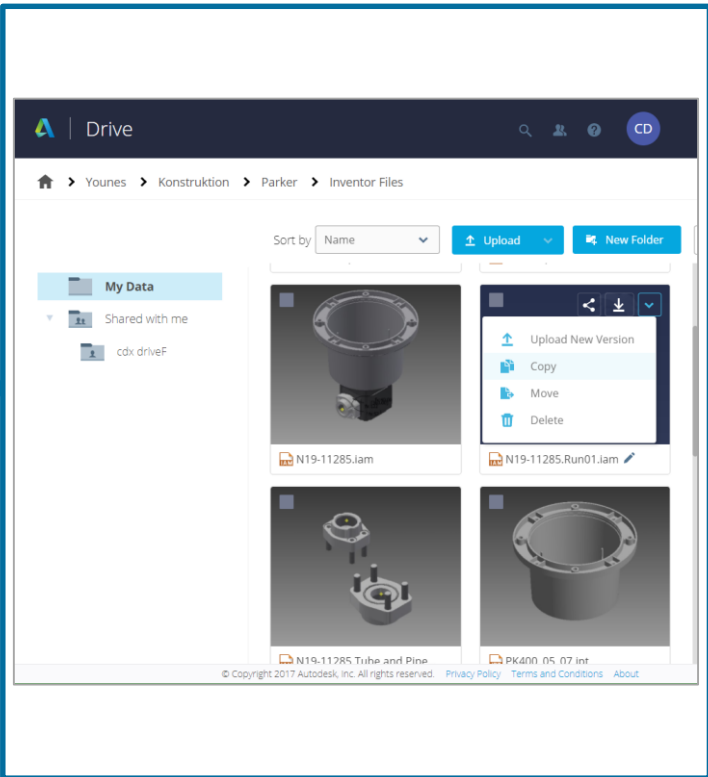 Drive
CD
Younes Konstruktion Parker Inventor Files
Sort by Name Upload New Folder
My Data
Shared with me
cdx driveF
Upload New Version
Copy
Move
Delete
N19-11285.iam
N19-11285.Run01.iam
N19-11285 Tube and Pine
PK400_05_07.ipt
© Copyright 2017 Autodesk, Inc. All rights reserved. Privacy Policy Terms and Conditions About